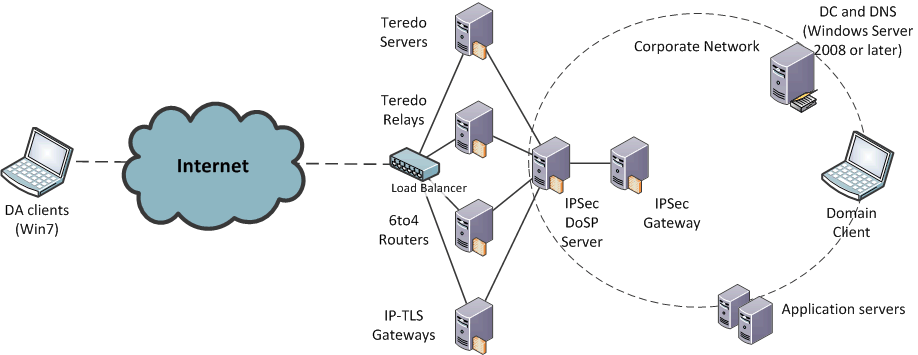 Teredo
Servers
DC and DNS
(Windows Server
2008 or later)
Corporate Network
Teredo
Relays
Internet
Load Balancer
DA clients
(Win7)
6to4
Routers
IPSec
DoSP
Server
IPSec
Gateway
Domain
Client
IP-TLS
Gateways
Application servers